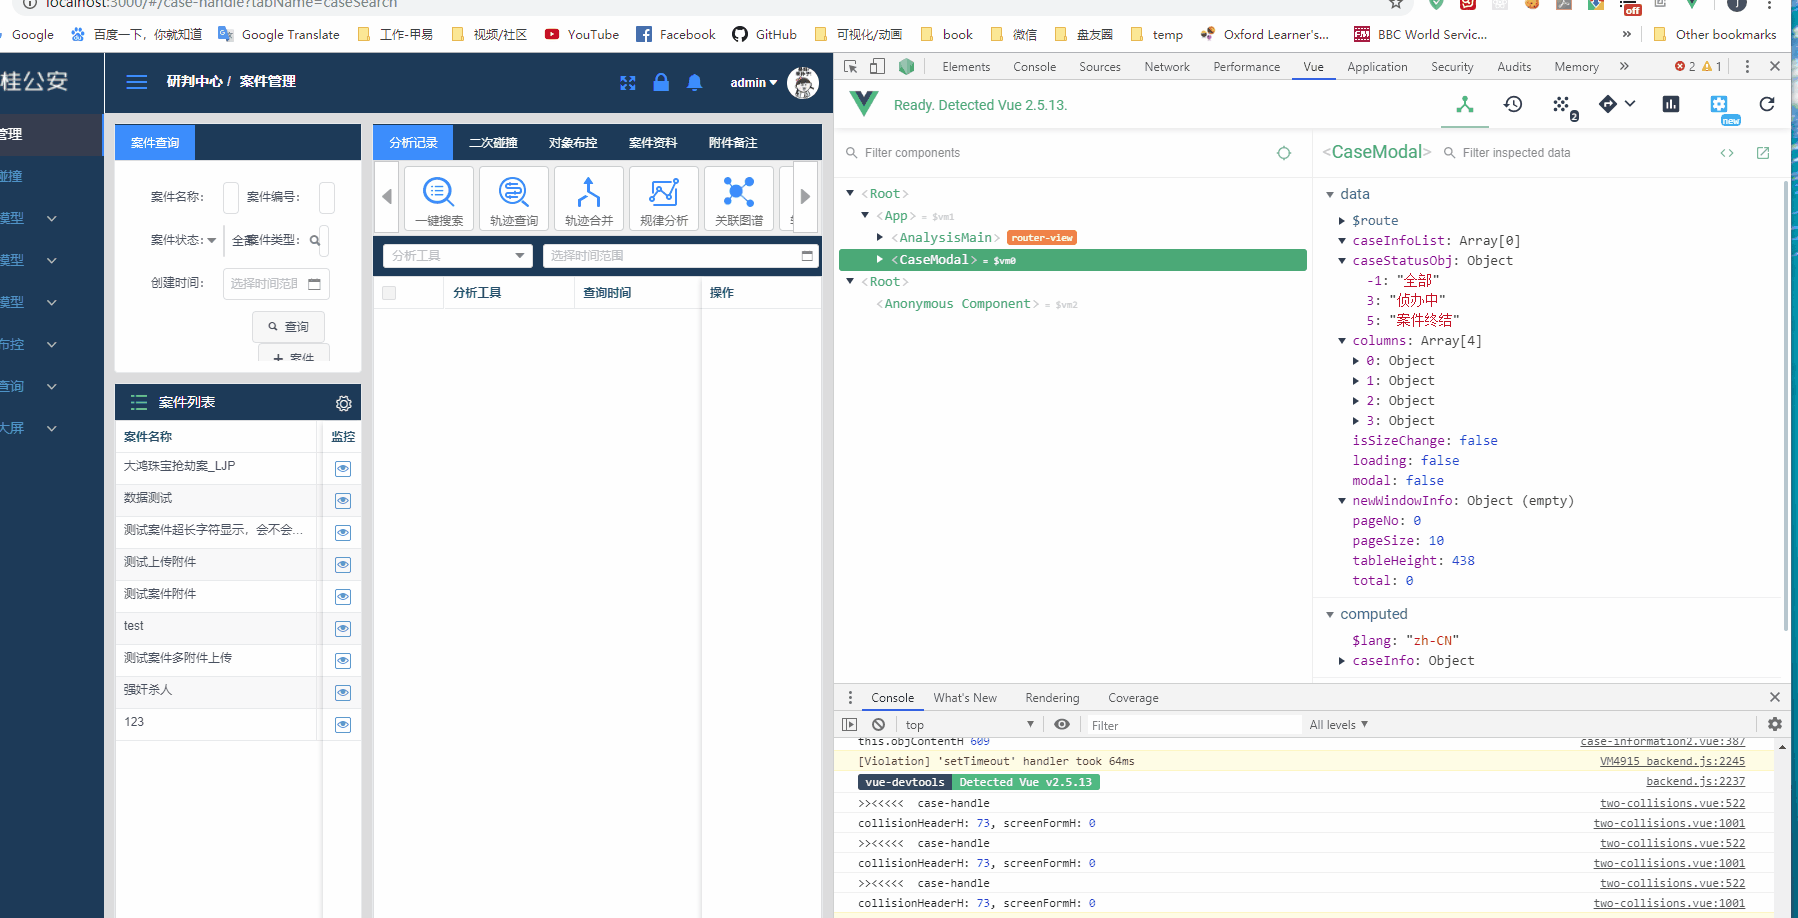 localhost:3000/#/case-handle?tabName=caseSearch
Google 百度一下，你就知道 Google Translate 工作-甲易 视频/社区 YouTube Facebook GitHub 可视化/动画 book 微信 盘友圈 temp Oxford Learner's... BBC World Servic... » Other bookmarks
off
桂公安
研判中心 / 案件管理
admin
管理
碰撞
模型
模型
模型
布控
查询
大屏
案件查询
案件名称:
案件编号:
案件状态:
全部
案件类型:
创建时间:
选择时间范围
查询
+ 案件
案件列表
案件名称 监控
大鸿珠宝抢劫案_LJP
数据测试
测试案件超长字符显示，会不会...
测试上传附件
测试案件附件
test
测试案件多附件上传
强奸杀人
123
分析记录 二次碰撞 对象布控 案件资料 附件备注
一键搜索 轨迹查询 轨迹合并 规律分析 关联图谱
分析工具 选择时间范围
分析工具 查询时间 操作
Elements Console Sources Network Performance Vue Application Security Audits Memory » 2 1
Ready. Detected Vue 2.5.13.
2
new
Filter components
<Root>
<App> = $vm1
<AnalysisMain> router-view
<CaseModal> = $vm0
<Root>
<Anonymous Component> = $vm2
<CaseModal> Filter inspected data
data
$route
caseInfoList: Array[0]
caseStatusObj: Object
-1: "全部"
3: "侦办中"
5: "案件终结"
columns: Array[4]
0: Object
1: Object
2: Object
3: Object
isSizeChange: false
loading: false
modal: false
newWindowInfo: Object (empty)
pageNo: 0
pageSize: 10
tableHeight: 438
total: 0
computed
$lang: "zh-CN"
caseInfo: Object
Console What's New Rendering Coverage
top Filter All levels
this.objContentH 609 case-information2.vue:387
[Violation] 'setTimeout' handler took 64ms VM4915 backend.js:2245
vue-devtools Detected Vue v2.5.13 backend.js:2237
>><<<<< case-handle two-collisions.vue:522
collisionHeaderH: 73, screenFormH: 0 two-collisions.vue:1001
>><<<<< case-handle two-collisions.vue:522
collisionHeaderH: 73, screenFormH: 0 two-collisions.vue:1001
>><<<<< case-handle two-collisions.vue:522
collisionHeaderH: 73, screenFormH: 0 two-collisions.vue:1001